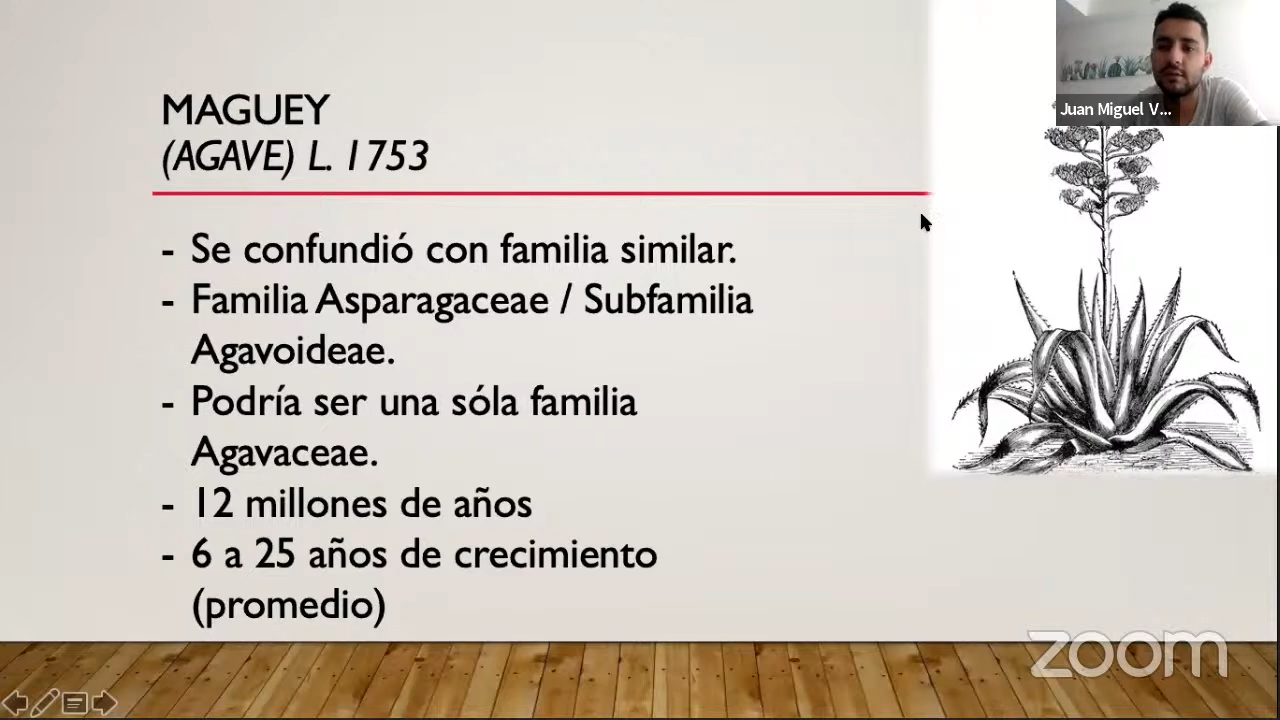 MAGUEY
(AGAVE) L. 1753
- Se confundió con familia similar.
- Familia Asparagaceae / Subfamilia
Agavoideae.
- Podría ser una sóla familia
Agavaceae.
- 12 millones de años
- 6 a 25 años de crecimiento
(promedio)
Juan Miguel V...
zoom